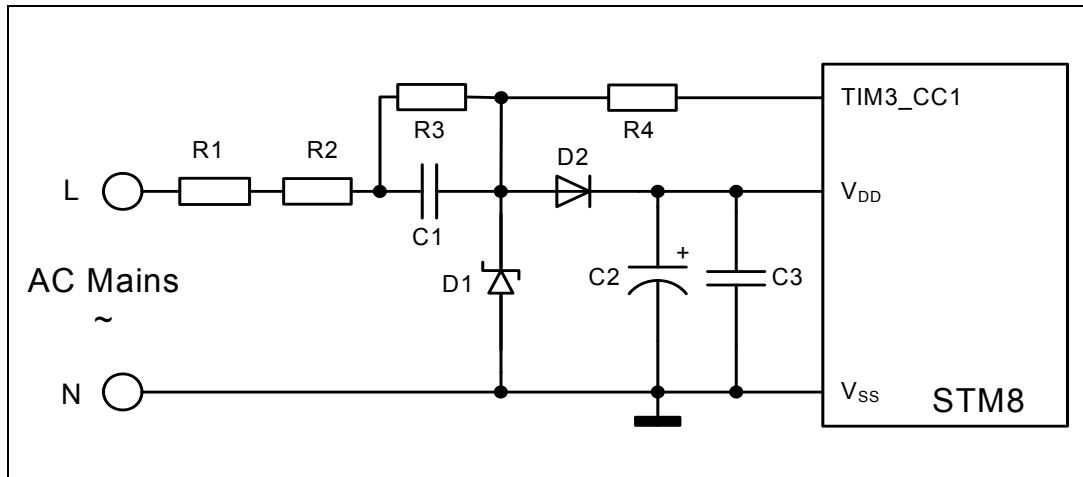 TIM3_CC1
R3
R4
R1
R2
D2
L
VDD
C1
AC Mains
~
D1
C2
+
C3
N
VSS
STM8